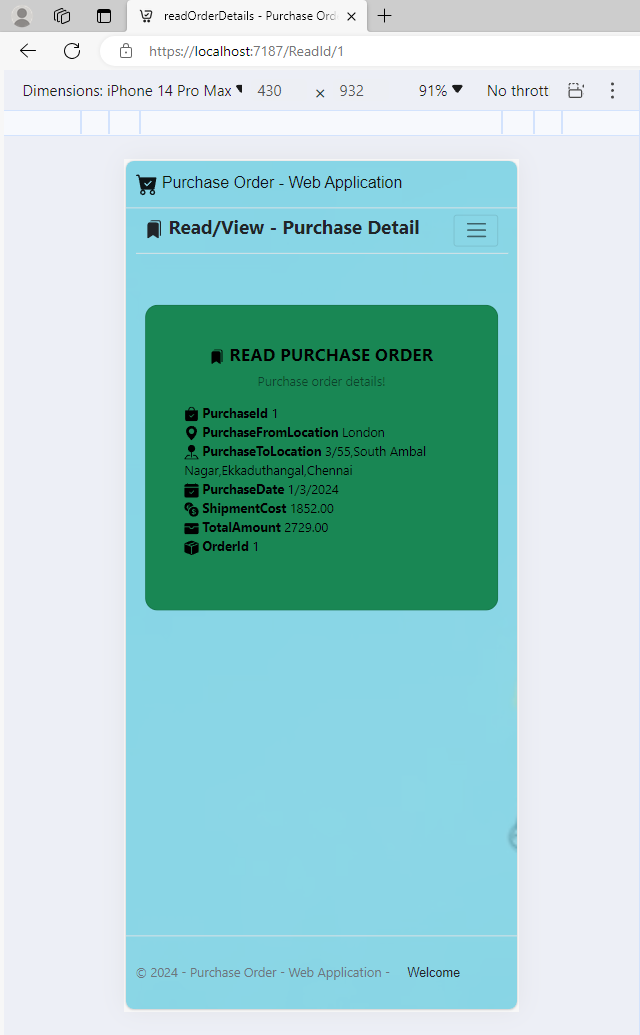 readOrderDetails - Purchase Ord
https://localhost:7187/ReadId/1
Dimensions: iPhone 14 Pro Max 430 × 932 91% No thrott
Purchase Order - Web Application
Read/View - Purchase Detail
READ PURCHASE ORDER
Purchase order details!
PurchaseId 1
PurchaseFromLocation London
PurchaseToLocation 3/55,South Ambal
Nagar,Ekkaduthangal,Chennai
PurchaseDate 1/3/2024
ShipmentCost 1852.00
TotalAmount 2729.00
OrderId 1
© 2024 - Purchase Order - Web Application - Welcome